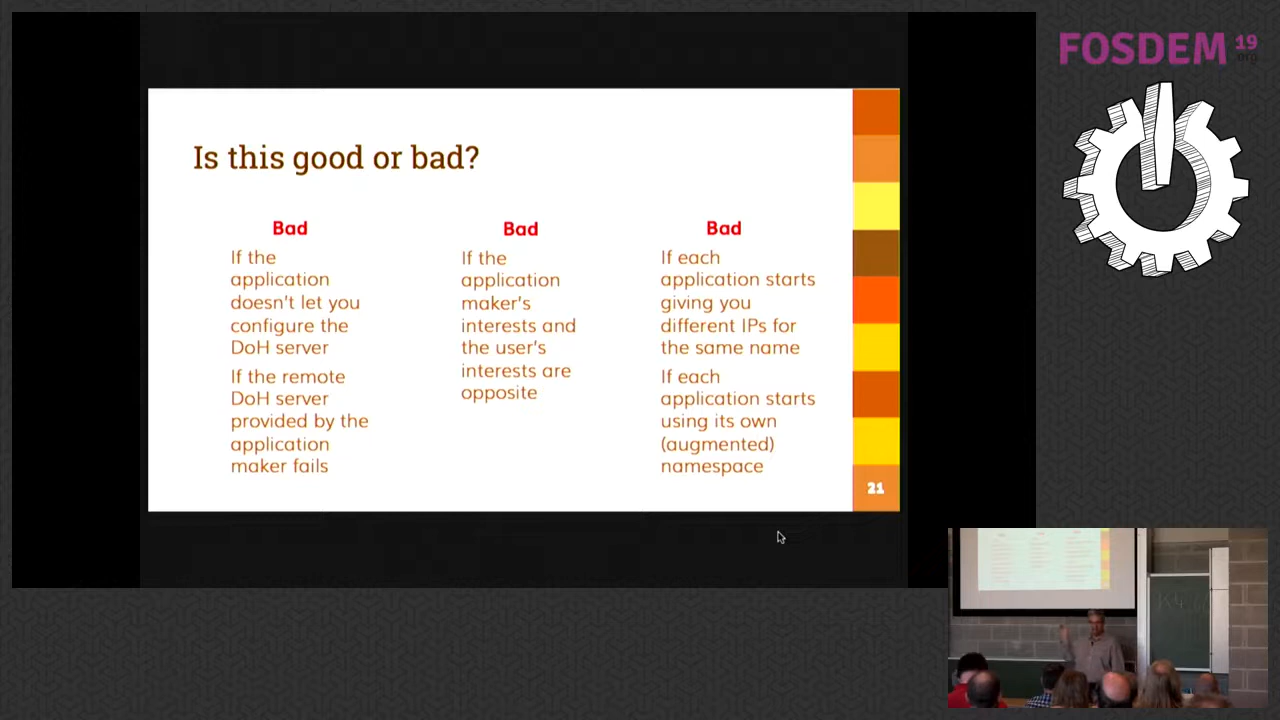 FOSDEM 19
.org
Is this good or bad?
Bad
If the
application
doesn't let you
configure the
DoH server
If the remote
DoH server
provided by the
application
maker fails
Bad
If the
application
maker's
interests and
the user's
interests are
opposite
Bad
If each
application starts
giving you
different IPs for
the same name
If each
application starts
using its own
(augmented)
namespace
21